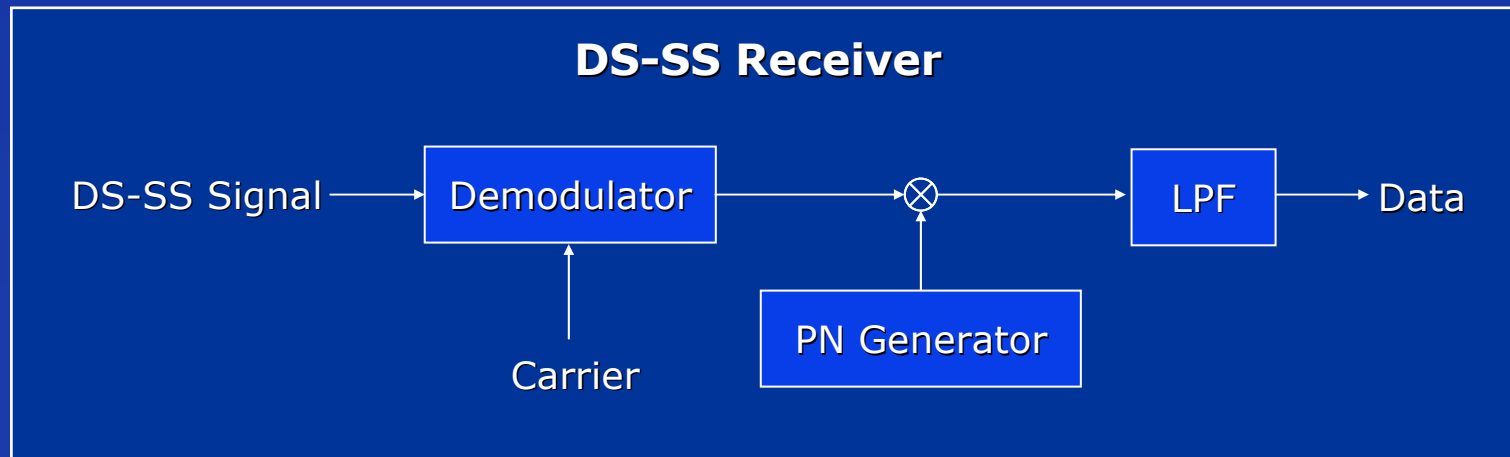 DS-SS Receiver
DS-SS Signal
Demodulator
LPF
Data
PN Generator
Carrier